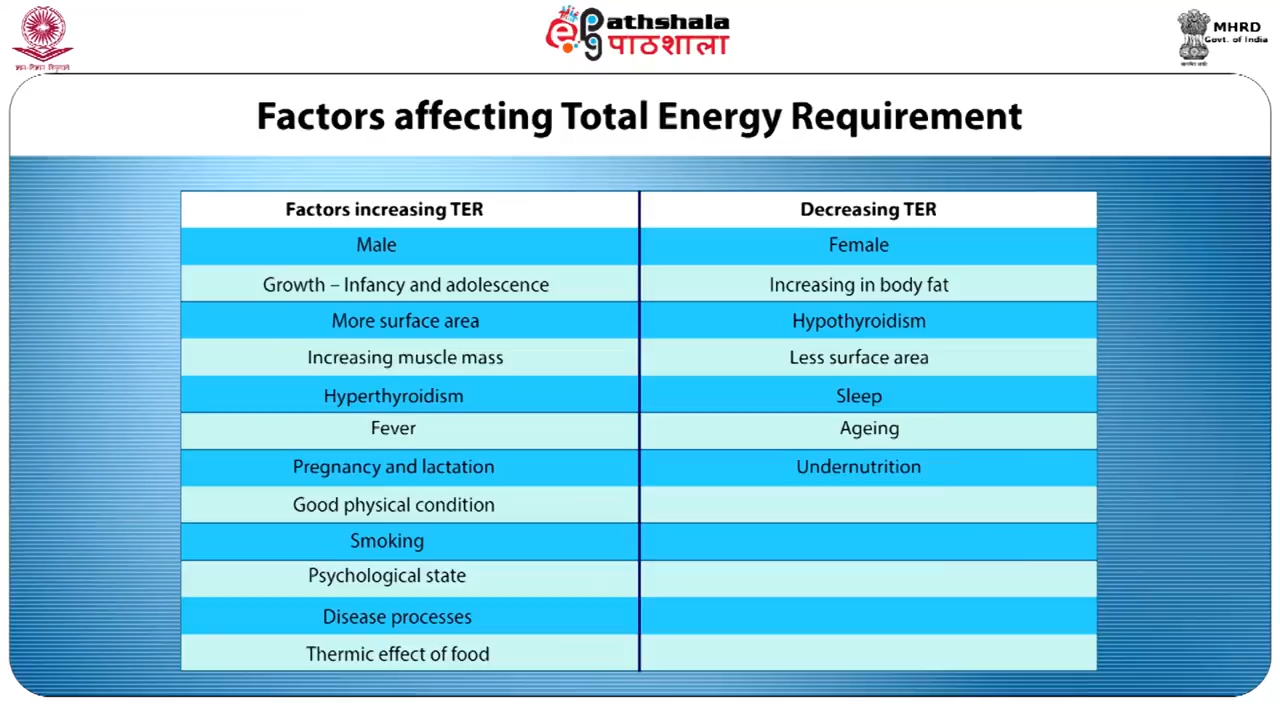 ePathshala
पाठशाला
MHRD
Govt. of India
Factors affecting Total Energy Requirement
Factors increasing TER Decreasing TER
Male Female
Growth – Infancy and adolescence Increasing in body fat
More surface area Hypothyroidism
Increasing muscle mass Less surface area
Hyperthyroidism Sleep
Fever Ageing
Pregnancy and lactation Undernutrition
Good physical condition
Smoking
Psychological state
Disease processes
Thermic effect of food